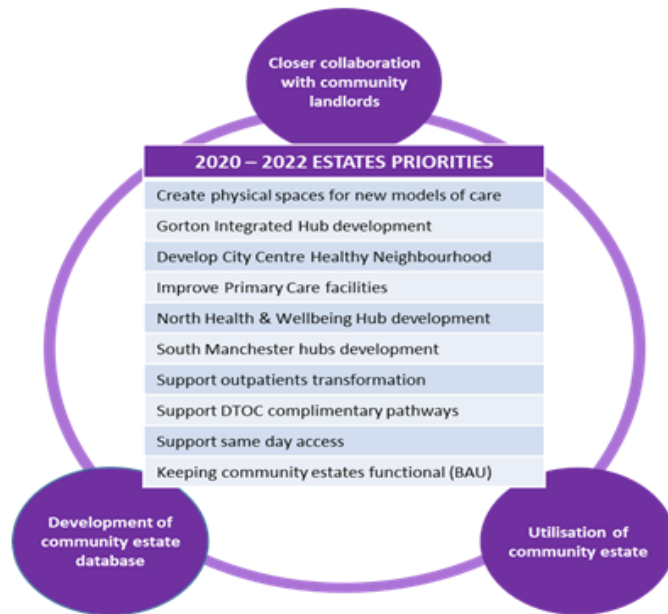 Closer collaboration
with community
landlords
2020 – 2022 ESTATES PRIORITIES
Create physical spaces for new models of care
Gorton Integrated Hub development
Develop City Centre Healthy Neighbourhood
Improve Primary Care facilities
North Health & Wellbeing Hub development
South Manchester hubs development
Support outpatients transformation
Support DTOC complimentary pathways
Support same day access
Keeping community estates functional (BAU)
Development of
community estate
database
Utilisation of
community estate